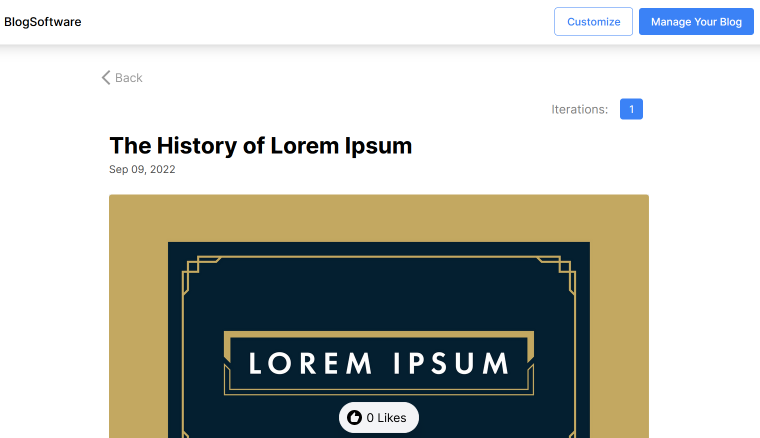 BlogSoftware
Customize
Manage Your Blog
Back
Iterations: 1
The History of Lorem Ipsum
Sep 09, 2022
LOREM IPSUM
0 Likes